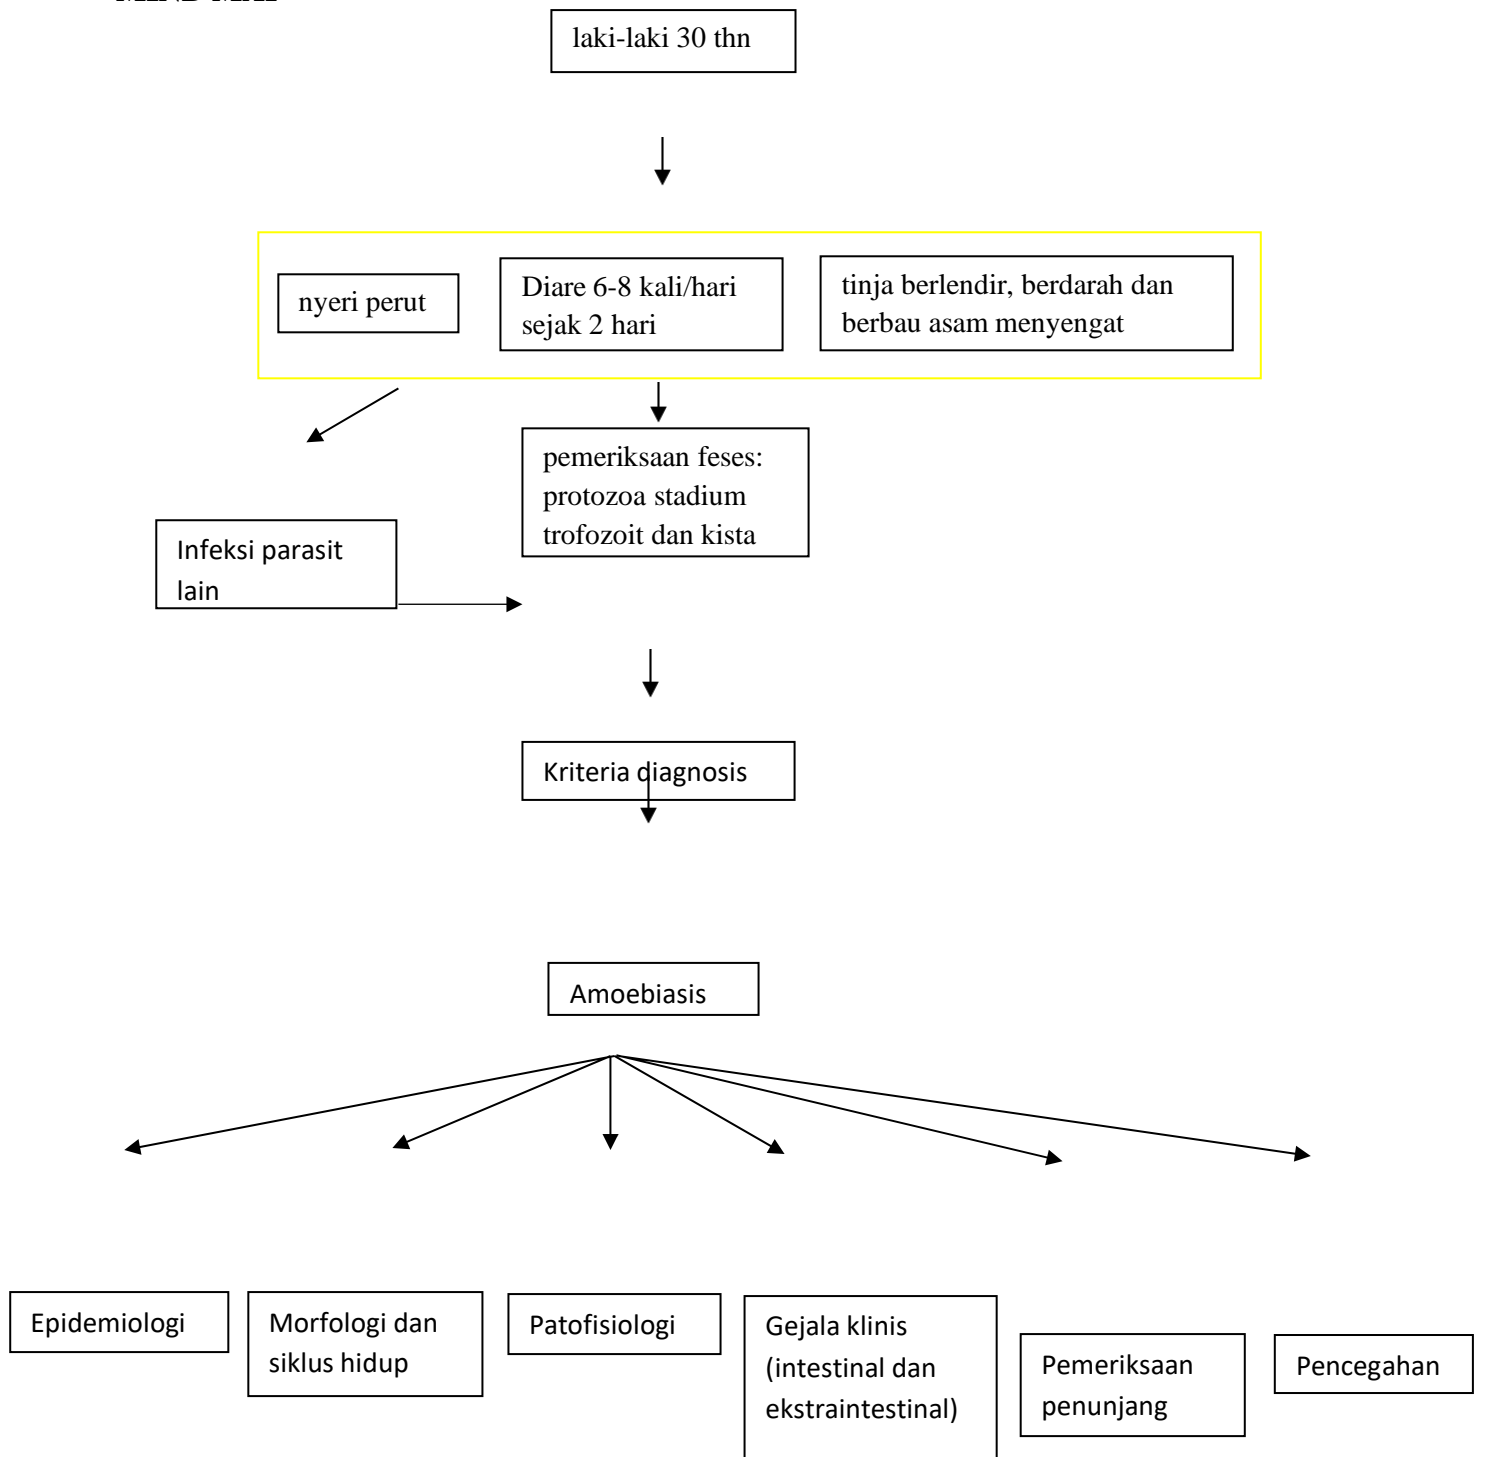 laki-laki 30 thn
nyeri perut
Diare 6-8 kali/hari
sejak 2 hari
tinja berlendir, berdarah dan
berbau asam menyengat
pemeriksaan feses:
protozoa stadium
trofozoit dan kista
Infeksi parasit
lain
Kriteria diagnosis
Amoebiasis
Epidemiologi
Morfologi dan
siklus hidup
Patofisiologi
Gejala klinis
(intestinal dan
ekstraintestinal)
Pemeriksaan
penunjang
Pencegahan